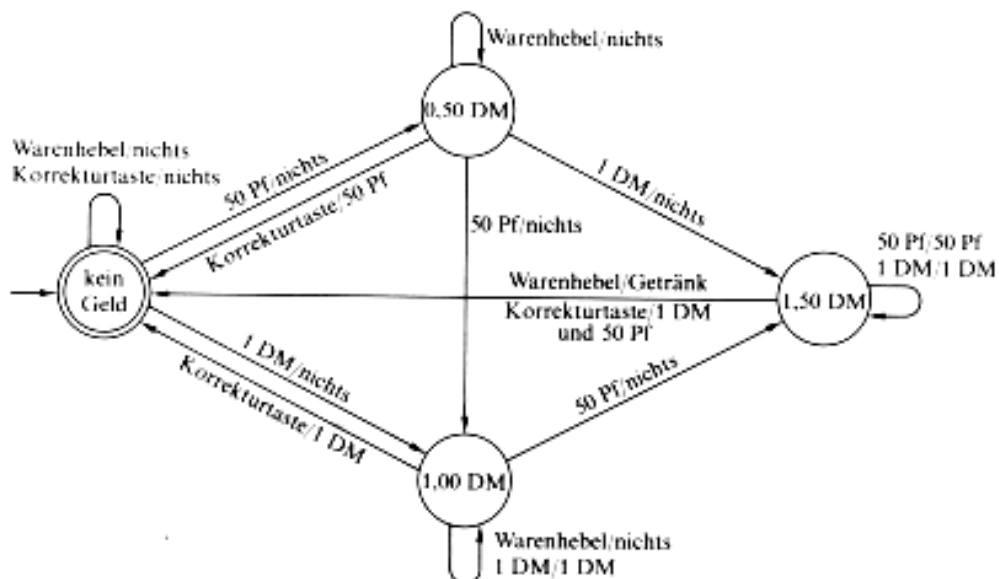 Warenhebel/nichts
0,50 DM
Warenhebel/nichts
Korrekturtaste/nichts
50 Pf/nichts
Korrekturtaste/50 Pf
1 DM/nichts
50 Pf/nichts
50 Pf/50 Pf
1 DM/1 DM
kein
Geld
Warenhebel/Getränk
Korrekturtaste/1 DM
und 50 Pf
1,50 DM
1 DM/nichts
Korrekturtaste/1 DM
50 Pf/nichts
1,00 DM
Warenhebel/nichts
1 DM/1 DM